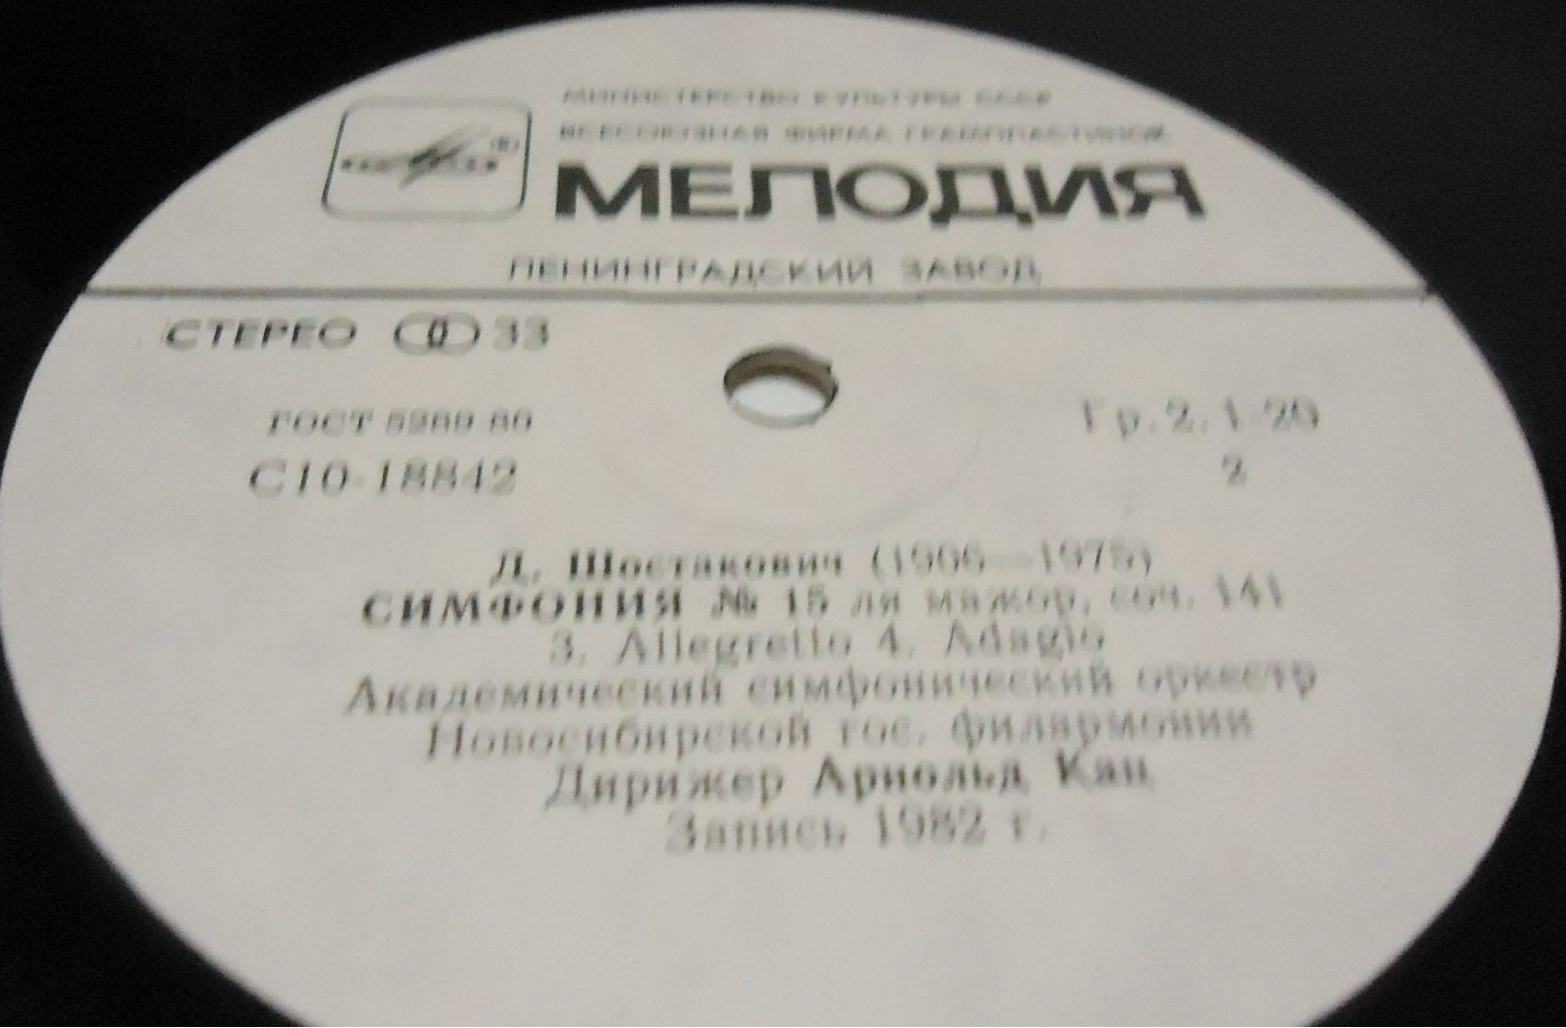 МИНИСТЕРСТВО КУЛЬТУРЫ СССР
ВСЕСОЮЗНАЯ ФИРМА ГРАМПЛАСТИНОК
МЕЛОДИЯ
ЛЕНИНГРАДСКИЙ ЗАВОД
СТЕРЕО 33
ГОСТ 5289-80
Гр. 2. 1-20
С10-18842
2
Д. Шостакович (1906—1975)
СИМФОНИЯ № 15 ля мажор, соч. 141
3. Allegretto 4. Adagio
Академический симфонический оркестр
Новосибирской гос. филармонии
Дирижер Арнольд Кац
Запись 1982 г.